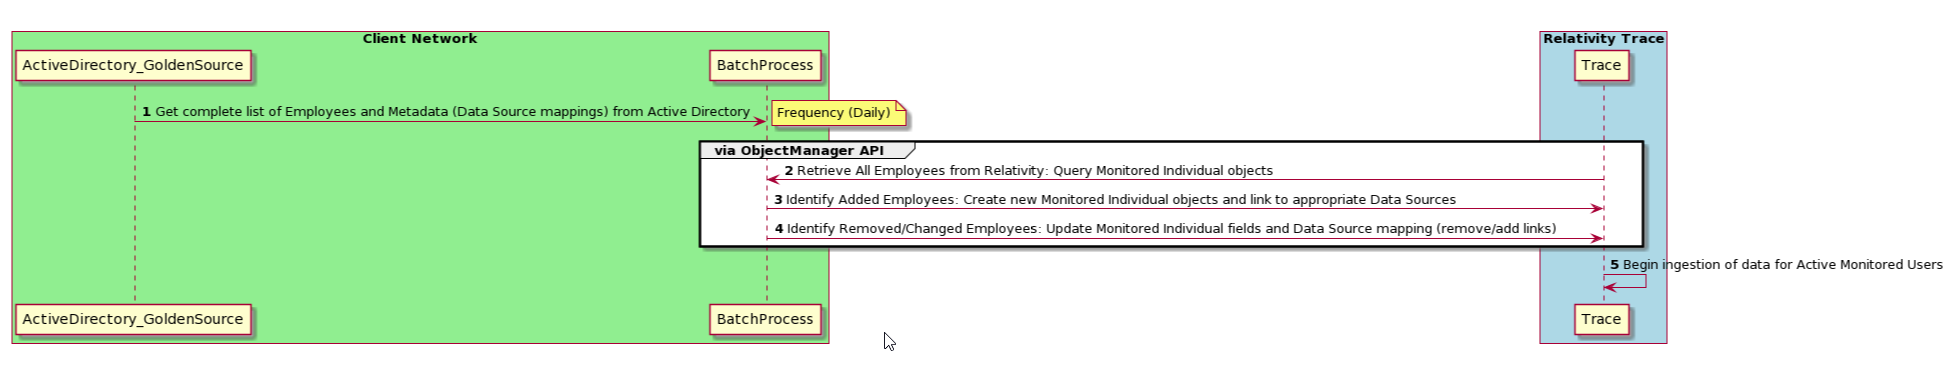 Client Network
Relativity Trace
ActiveDirectory_GoldenSource
BatchProcess
Trace
1 Get complete list of Employees and Metadata (Data Source mappings) from Active Directory
Frequency (Daily)
via ObjectManager API
2 Retrieve All Employees from Relativity: Query Monitored Individual objects
3 Identify Added Employees: Create new Monitored Individual objects and link to appropriate Data Sources
4 Identify Removed/Changed Employees: Update Monitored Individual fields and Data Source mapping (remove/add links)
5 Begin ingestion of data for Active Monitored Users
ActiveDirectory_GoldenSource
BatchProcess
Trace